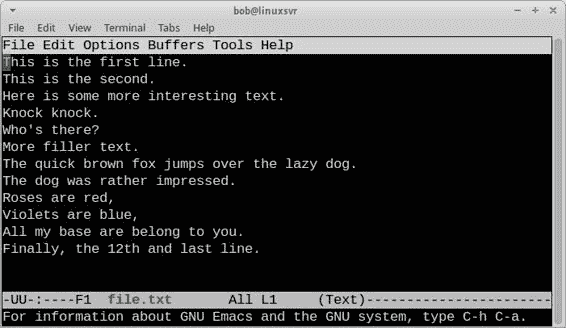 bob@linuxsvr
File Edit View Terminal Tabs Help
File Edit Options Buffers Tools Help
This is the first line.
This is the second.
Here is some more interesting text.
Knock knock.
Who's there?
More filler text.
The quick brown fox jumps over the lazy dog.
The dog was rather impressed.
Roses are red,
Violets are blue,
All my base are belong to you.
Finally, the 12th and last line.
-UU-:----F1  file.txt       All L1     (Text)-----------------------
For information about GNU Emacs and the GNU system, type C-h C-a.